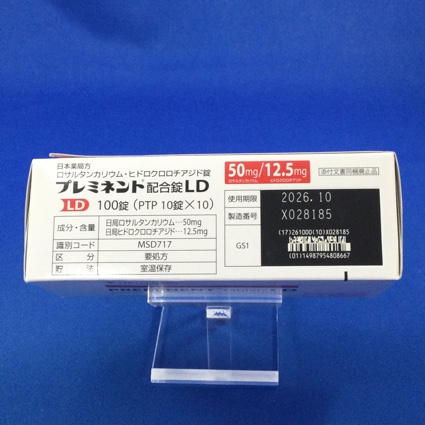 日本薬局方
ロサルタンカリウム・ヒドロクロロチアジド錠
プレミネント®配合錠LD
LD 100錠 (PTP 10錠×10)
成分・含量
日局ロサルタンカリウム…50mg
日局ヒドロクロロチアジド…12.5mg
識別コード MSD717
区分 要処方
貯法 室温保存
50mg/12.5mg
ロサルタンカリウム ヒドロクロロチアジド
添付文書同梱廃止品
使用期限 2026.10
製造番号 X028185
GS1
(17)261000(10)X028185
(01)14987954808667